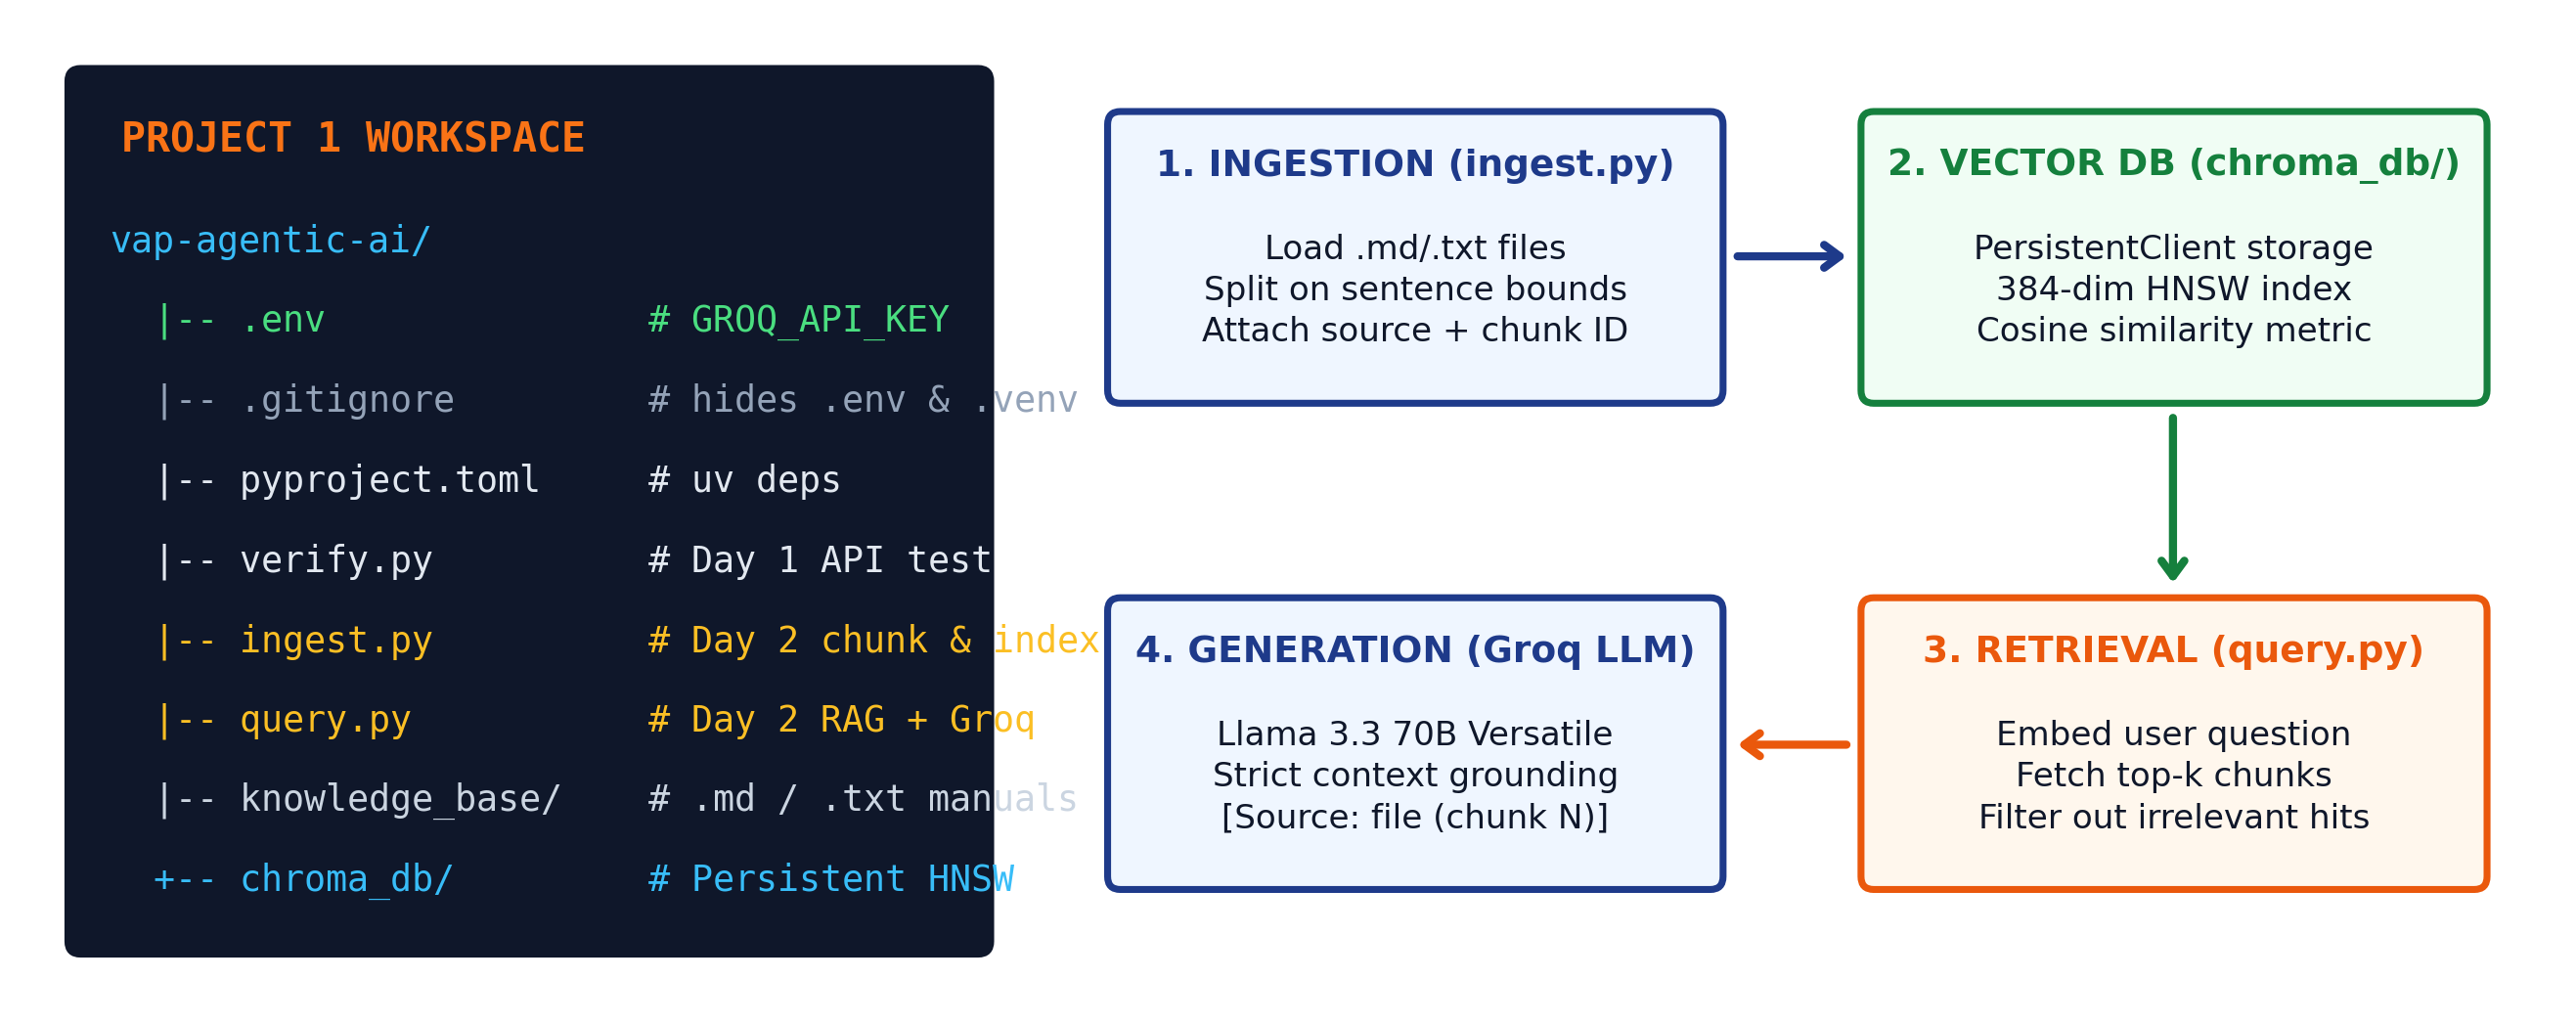 PROJECT 1 WORKSPACE
vap-agentic-ai/
|-- .env # GROQ_API_KEY
|-- .gitignore # hides .env & .venv
|-- pyproject.toml # uv deps
|-- verify.py # Day 1 API test
|-- ingest.py # Day 2 chunk & index
|-- query.py # Day 2 RAG + Groq
|-- knowledge_base/ # .md / .txt manuals
+-- chroma_db/ # Persistent HNSW
1. INGESTION (ingest.py)
Load .md/.txt files
Split on sentence bounds
Attach source + chunk ID
2. VECTOR DB (chroma_db/)
PersistentClient storage
384-dim HNSW index
Cosine similarity metric
3. RETRIEVAL (query.py)
Embed user question
Fetch top-k chunks
Filter out irrelevant hits
4. GENERATION (Groq LLM)
Llama 3.3 70B Versatile
Strict context grounding
[Source: file (chunk N)]